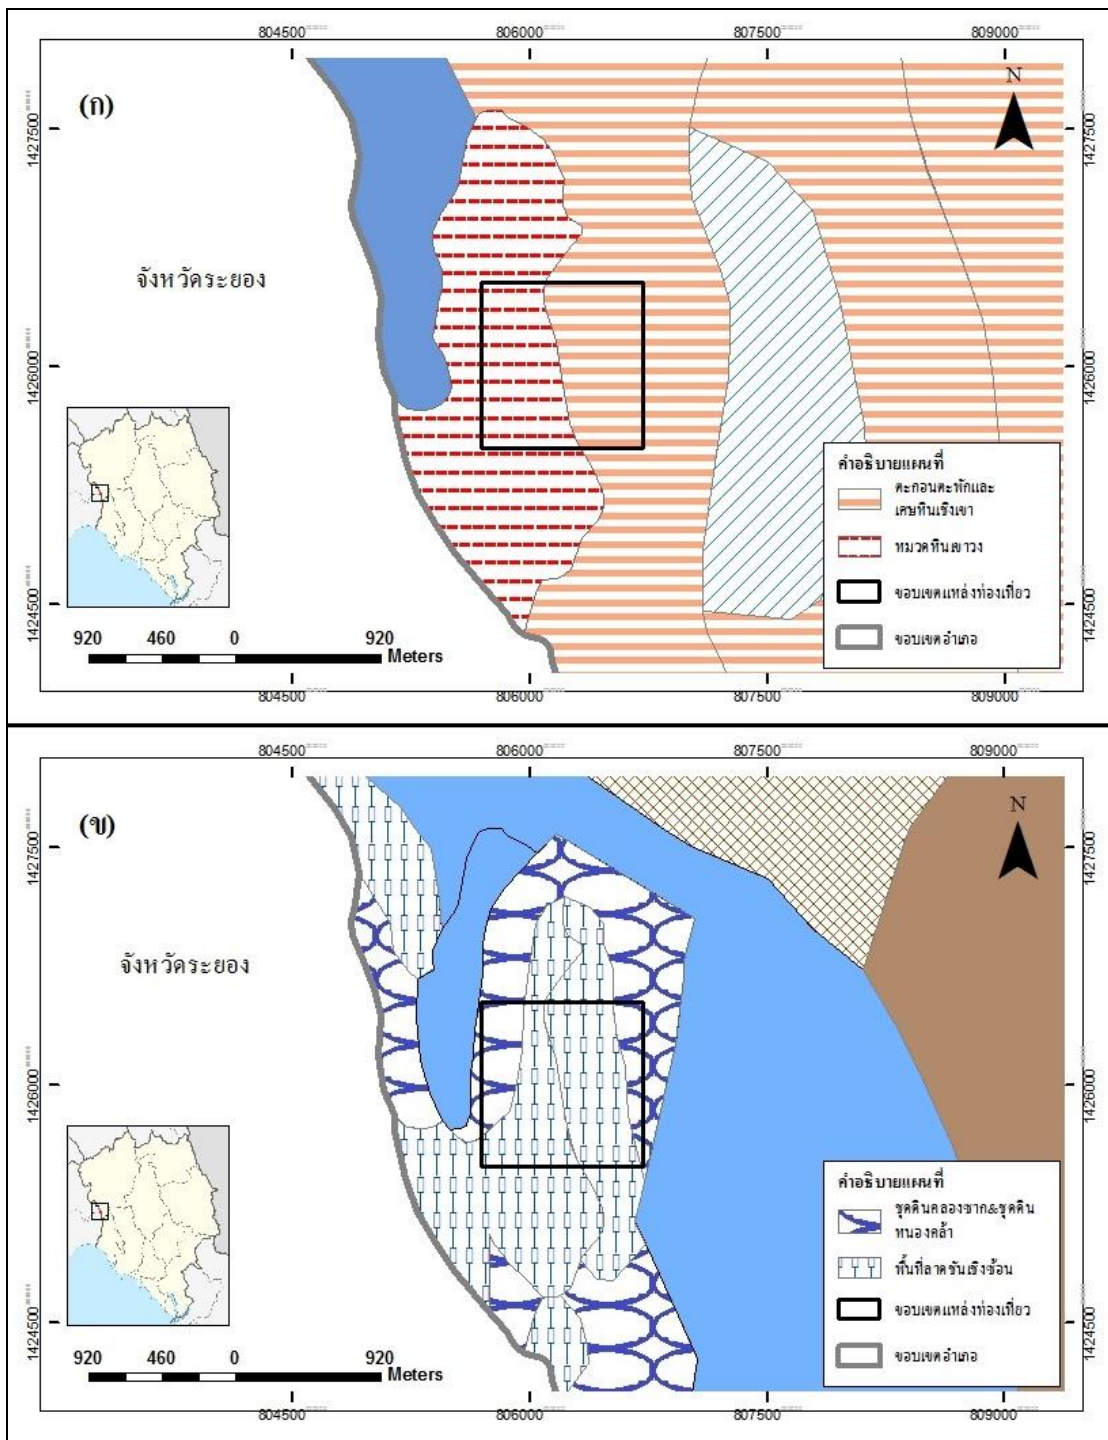 804500 806000 807500 809000
(ก)
N
1427500 1427500
จังหวัดระยอง
1426000 1426000
คำอธิบายแผนที่
ตะกอนตะพักและ
เศษหินเชิงเขา
หมวดหินเขาวง
ขอบเขตแหล่งท่องเที่ยว
ขอบเขตอำเภอ
1424500 1424500
920 460 0 920
Meters
804500 806000 807500 809000
804500 806000 807500 809000
(ข)
N
1427500 1427500
จังหวัดระยอง
1426000 1426000
คำอธิบายแผนที่
ชุดดินคลองซาก&ชุดดิน
หนองคล้า
พื้นที่ลาดชันเชิงซ้อน
ขอบเขตแหล่งท่องเที่ยว
ขอบเขตอำเภอ
1424500 1424500
920 460 0 920
Meters
804500 806000 807500 809000